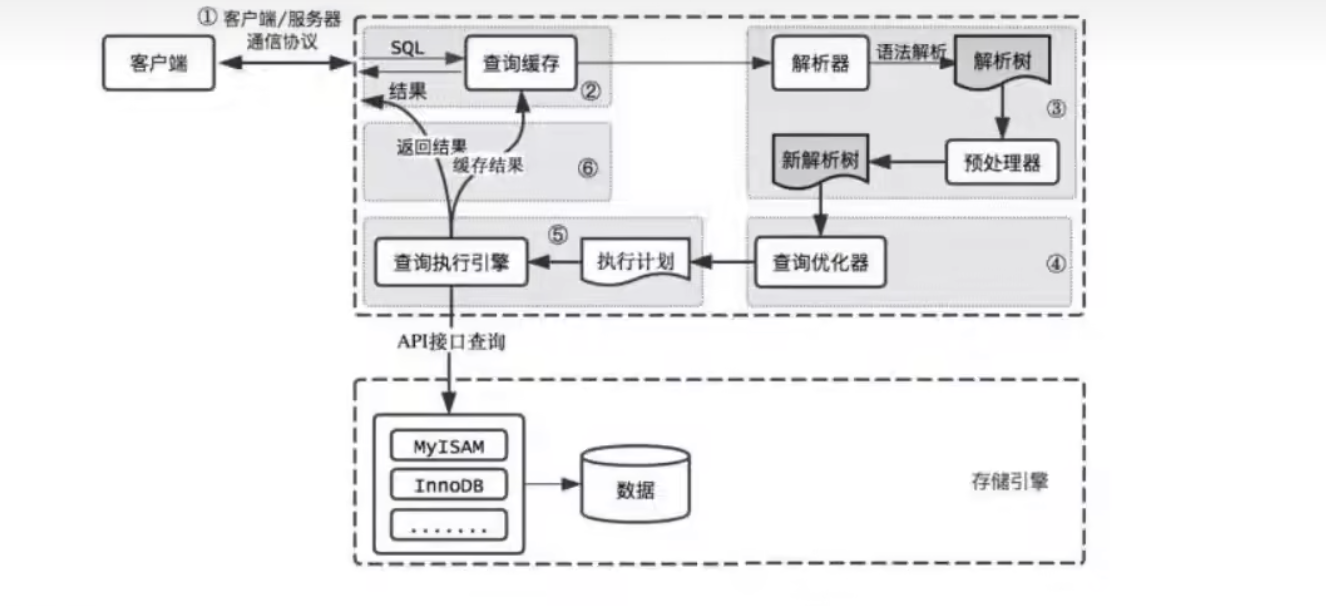 ① 客户端/服务器
通信协议
客户端
SQL
查询缓存
结果
②
解析器
语法解析
解析树
③
返回结果
缓存结果
⑥
新解析树
预处理器
查询执行引擎
⑤
执行计划
查询优化器
④
API接口查询
MyISAM
InnoDB
.......
数据
存储引擎